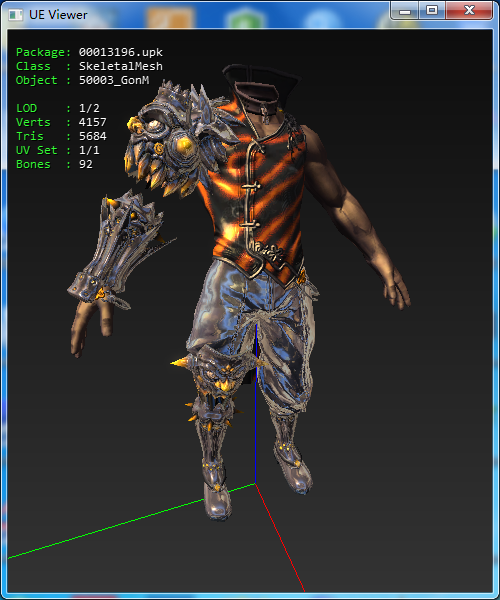 UE Viewer
Package: 00013196.upk
Class : SkeletalMesh
Object : 50003_GonM
LOD : 1/2
Verts : 4157
Tris : 5684
UV Set : 1/1
Bones : 92